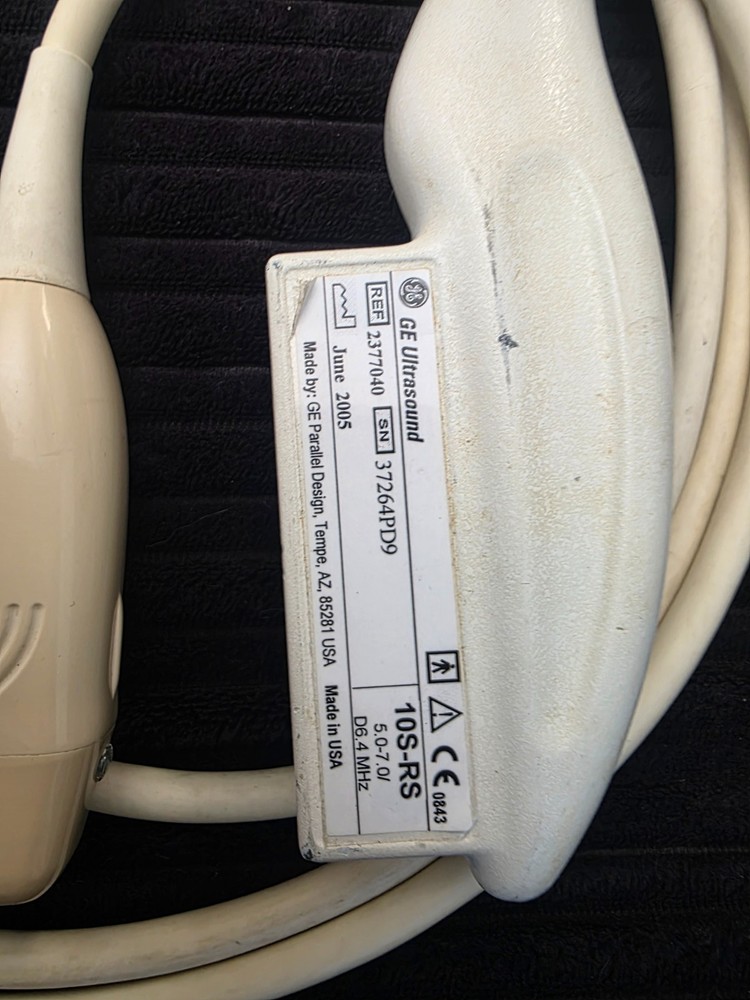 GE Ultrasound
REF 2377040 SN 37264PD9
June 2005
Made by: GE Parallel Design, Tempe, AZ, 85281 USA Made in USA
0843
10S-RS
5.0-7.0/
D6.4 MHz